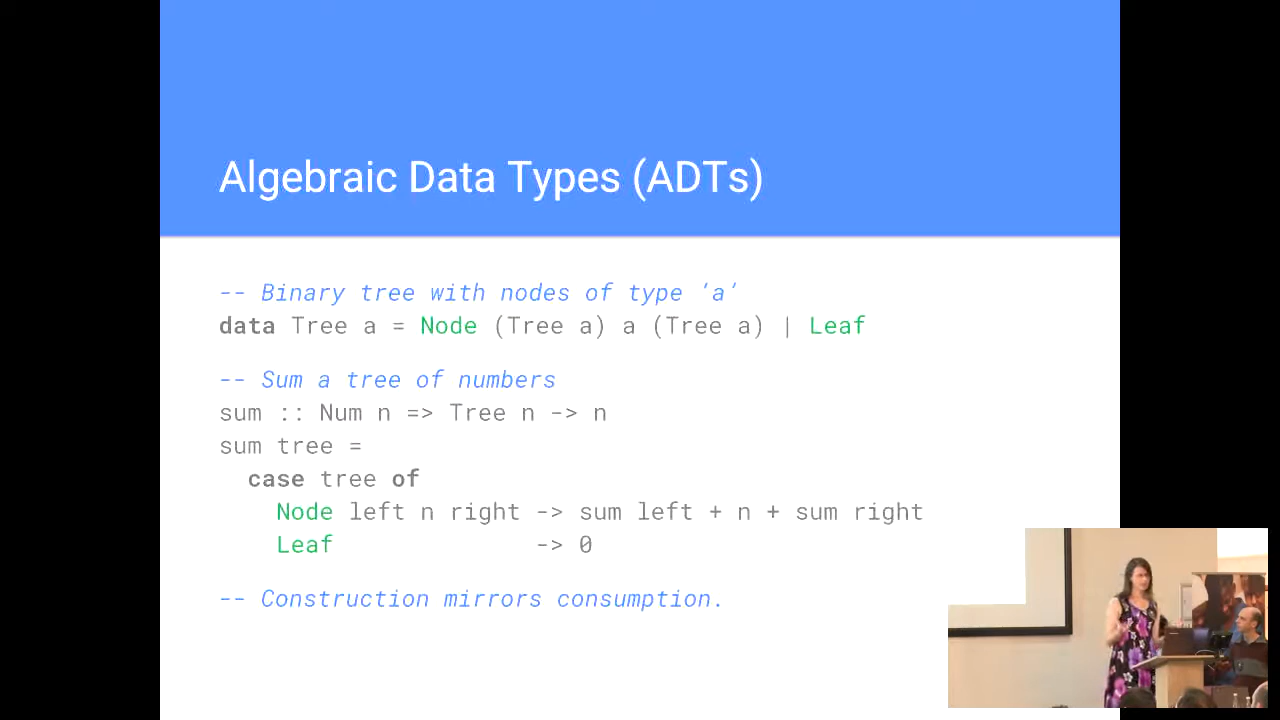 Algebraic Data Types (ADTs)
-- Binary tree with nodes of type ‘a’
data Tree a = Node (Tree a) a (Tree a) | Leaf
-- Sum a tree of numbers
sum :: Num n => Tree n -> n
sum tree =
case tree of
Node left n right -> sum left + n + sum right
Leaf -> 0
-- Construction mirrors consumption.